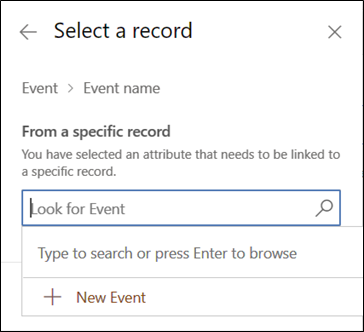 Select a record
Event > Event name
From a specific record
You have selected an attribute that needs to be linked to
a specific record.
Look for Event
Type to search or press Enter to browse
New Event